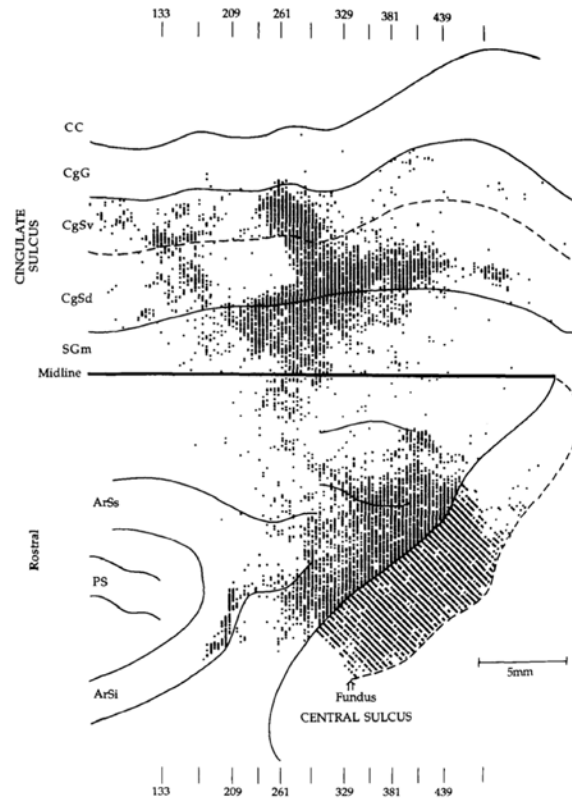 133 209 261 329 381 439
CC
CgG
CgSv
CINGULATE
SULCUS
CgSd
SGm
Midline
ArSs
Rostral
PS
ArSi
5mm
Fundus
CENTRAL SULCUS
133 209 261 329 381 439